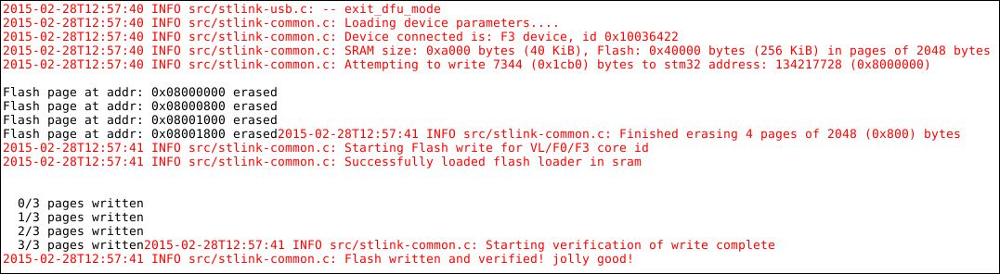 2015-02-28T12:57:40 INFO src/stlink-usb.c: -- exit_dfu_mode
2015-02-28T12:57:40 INFO src/stlink-common.c: Loading device parameters....
2015-02-28T12:57:40 INFO src/stlink-common.c: Device connected is: F3 device, id 0x10036422
2015-02-28T12:57:40 INFO src/stlink-common.c: SRAM size: 0xa000 bytes (40 KiB), Flash: 0x40000 bytes (256 KiB) in pages of 2048 bytes
2015-02-28T12:57:40 INFO src/stlink-common.c: Attempting to write 7344 (0x1cb0) bytes to stm32 address: 134217728 (0x8000000)
Flash page at addr: 0x08000000 erased
Flash page at addr: 0x08000800 erased
Flash page at addr: 0x08001000 erased
Flash page at addr: 0x08001800 erased2015-02-28T12:57:41 INFO src/stlink-common.c: Finished erasing 4 pages of 2048 (0x800) bytes
2015-02-28T12:57:41 INFO src/stlink-common.c: Starting Flash write for VL/F0/F3 core id
2015-02-28T12:57:41 INFO src/stlink-common.c: Successfully loaded flash loader in sram
0/3 pages written
1/3 pages written
2/3 pages written
3/3 pages written2015-02-28T12:57:41 INFO src/stlink-common.c: Starting verification of write complete
2015-02-28T12:57:41 INFO src/stlink-common.c: Flash written and verified! jolly good!